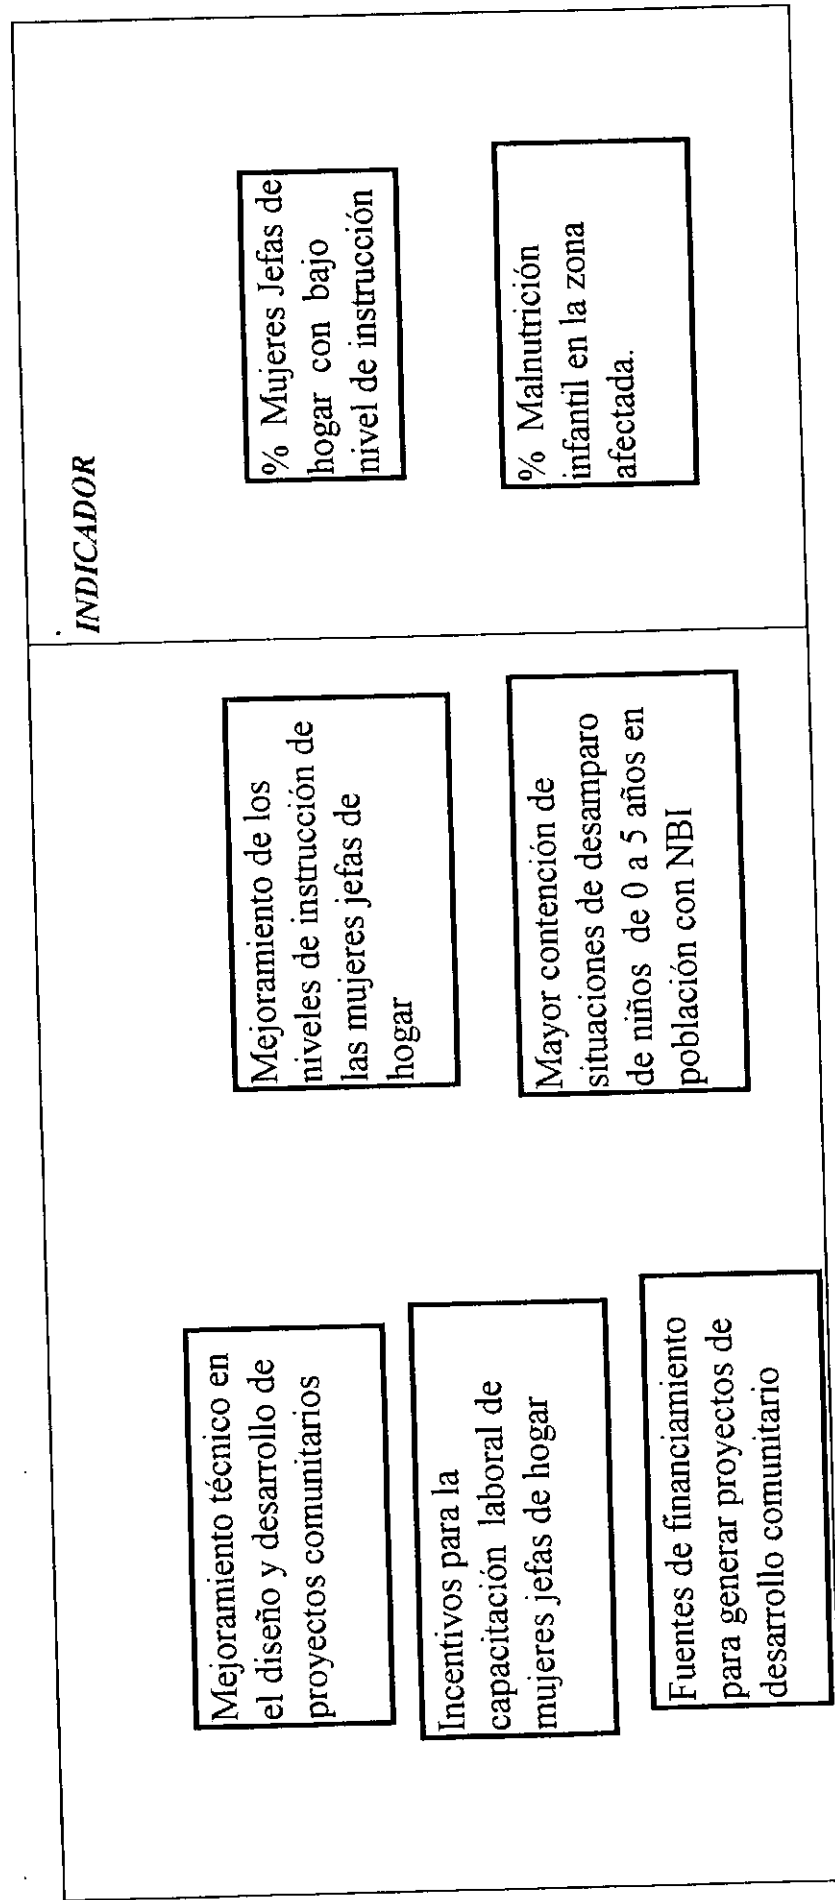 INDICADOR
Mejoramiento técnico en
el diseño y desarrollo de
proyectos comunitarios
Incentivos para la
capacitación laboral de
mujeres jefas de hogar
Fuentes de financiamiento
para generar proyectos de
desarrollo comunitario
Mejoramiento de los
niveles de instrucción de
las mujeres jefas de
hogar
Mayor contención de
situaciones de desamparo
de niños de 0 a 5 años en
población con NBI
% Mujeres Jefas de
hogar con bajo
nivel de instrucción
% Malnutrición
infantil en la zona
afectada.